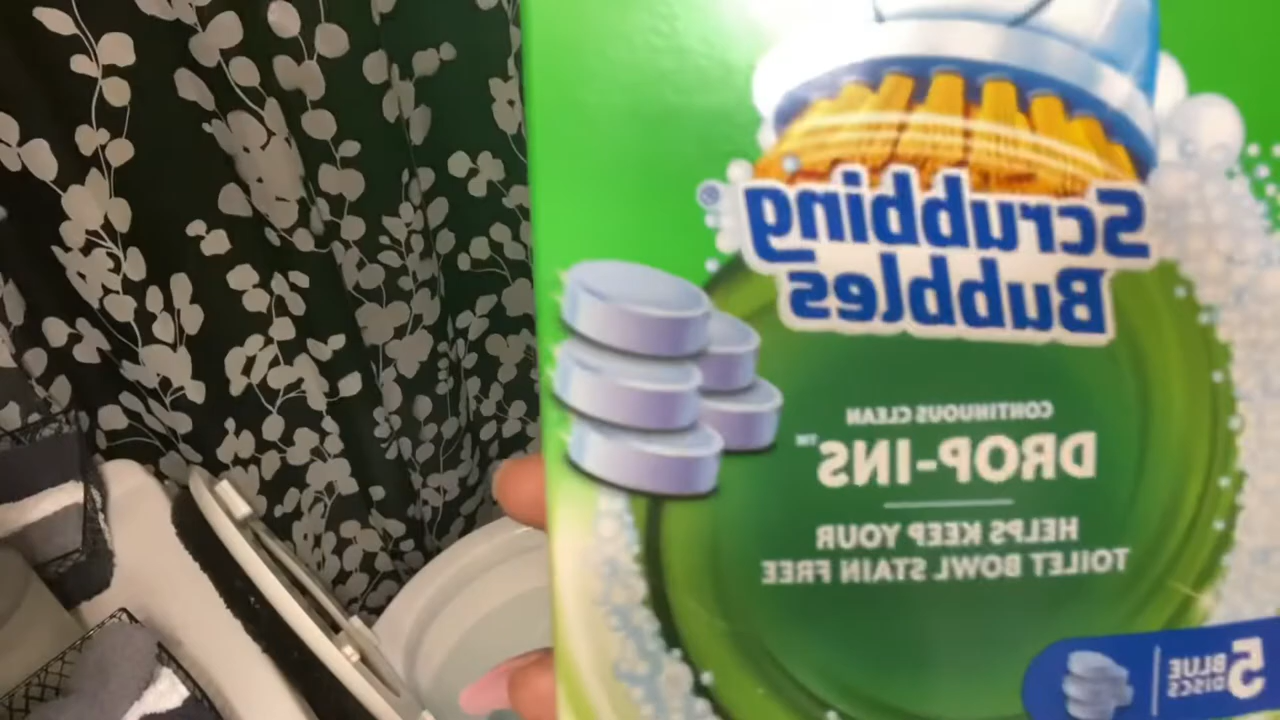 Scrubbing
Bubbles
CONTINUOUS CLEAN
DROP-INS™
HELPS KEEP YOUR
TOILET BOWL STAIN FREE
5 BLUE
DISCS